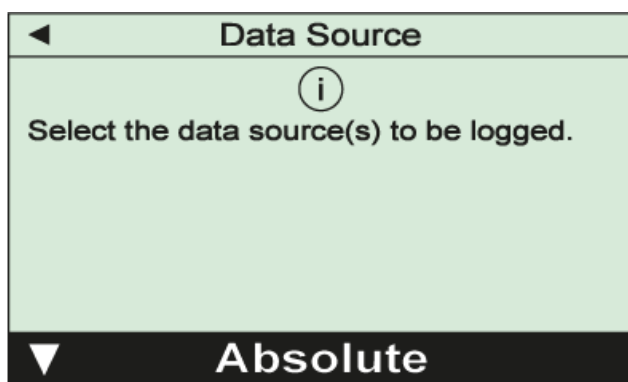 Data Source
i
Select the data source(s) to be logged.
Absolute